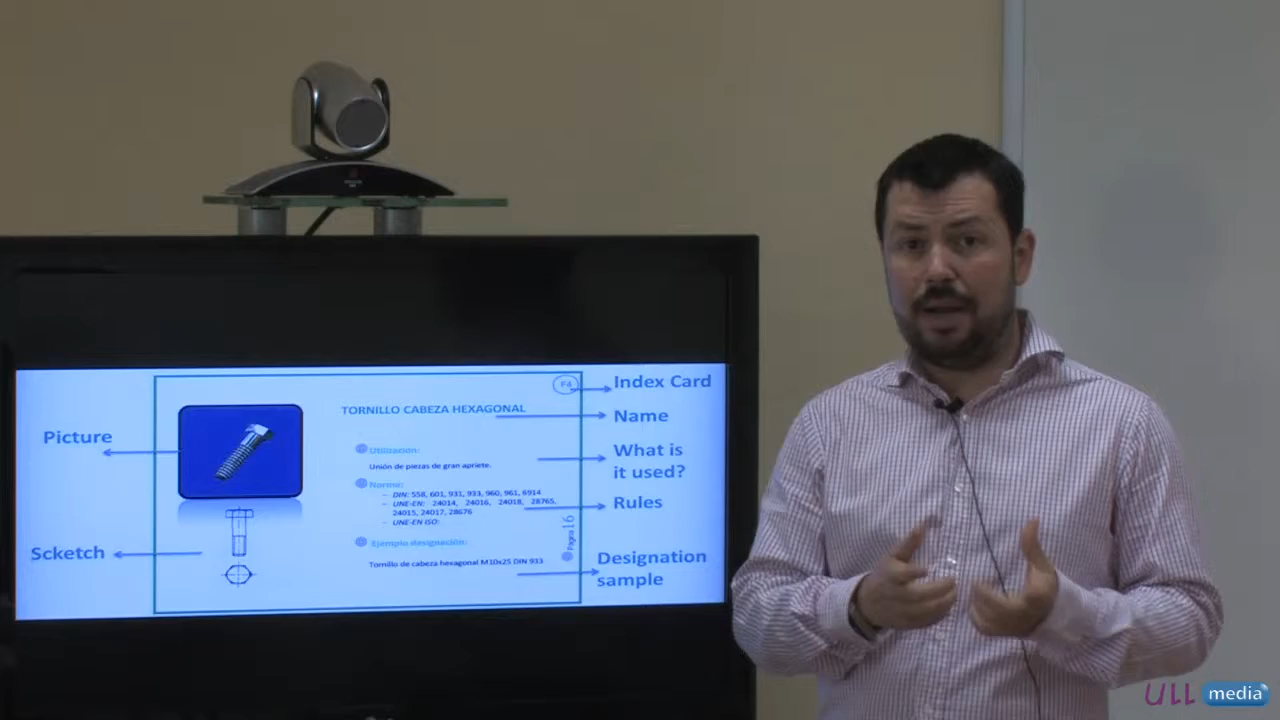 F4
Index Card
TORNILLO CABEZA HEXAGONAL
Name
Picture
Utilización:
What is
it used?
Unión de piezas de gran apriete.
Norma:
DIN: 558, 601, 931, 933, 960, 961, 6914
UNE-EN: 24014, 24016, 24018, 28765,
24015, 24017, 28676
UNE-EN ISO:
Rules
Página 16
Scketch
Ejemplo designación:
Tornillo de cabeza hexagonal M10x25 DIN 933
Designation
sample
ULL media